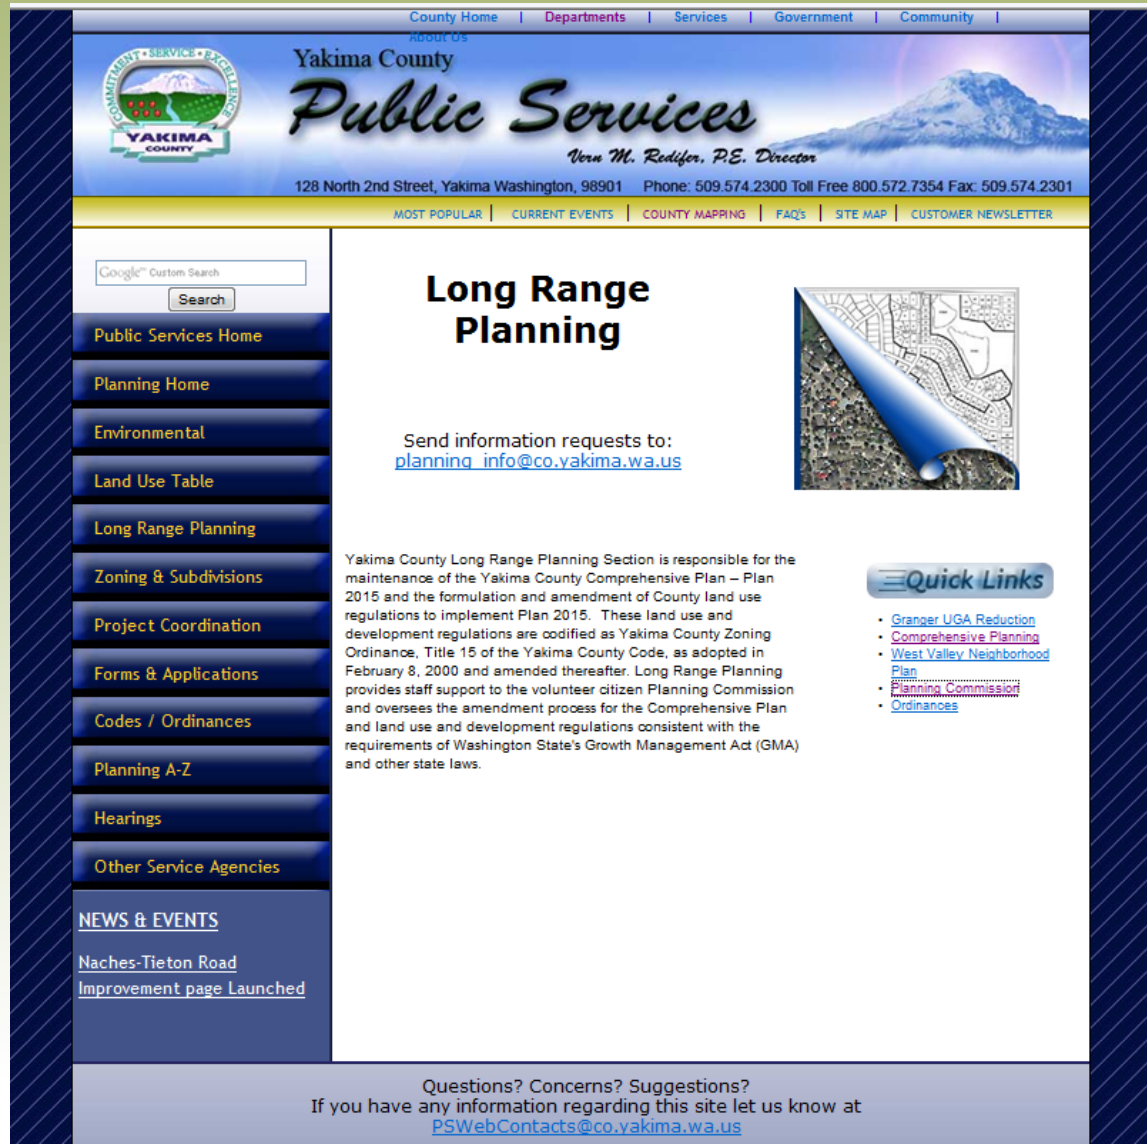 County Home | Departments | Services | Government | Community |
About Us
COMMITMENT • SERVICE • EXCELLENCE
YAKIMA
COUNTY
Yakima County
Public Services
Vern M. Redifer, P.E. Director
128 North 2nd Street, Yakima Washington, 98901 Phone: 509.574.2300 Toll Free 800.572.7354 Fax: 509.574.2301
MOST POPULAR | CURRENT EVENTS | COUNTY MAPPING | FAQ's | SITE MAP | CUSTOMER NEWSLETTER
Google™ Custom Search
Search
Public Services Home
Planning Home
Environmental
Land Use Table
Long Range Planning
Zoning & Subdivisions
Project Coordination
Forms & Applications
Codes / Ordinances
Planning A-Z
Hearings
Other Service Agencies
NEWS & EVENTS
Naches-Tieton Road
Improvement page Launched
Long Range
Planning
Send information requests to:
planning_info@co.yakima.wa.us
Yakima County Long Range Planning Section is responsible for the
maintenance of the Yakima County Comprehensive Plan – Plan
2015 and the formulation and amendment of County land use
regulations to implement Plan 2015. These land use and
development regulations are codified as Yakima County Zoning
Ordinance, Title 15 of the Yakima County Code, as adopted in
February 8, 2000 and amended thereafter. Long Range Planning
provides staff support to the volunteer citizen Planning Commission
and oversees the amendment process for the Comprehensive Plan
and land use and development regulations consistent with the
requirements of Washington State's Growth Management Act (GMA)
and other state laws.
Quick Links
• Granger UGA Reduction
• Comprehensive Planning
• West Valley Neighborhood
Plan
• Planning Commission
• Ordinances
Questions? Concerns? Suggestions?
If you have any information regarding this site let us know at
PSWebContacts@co.yakima.wa.us